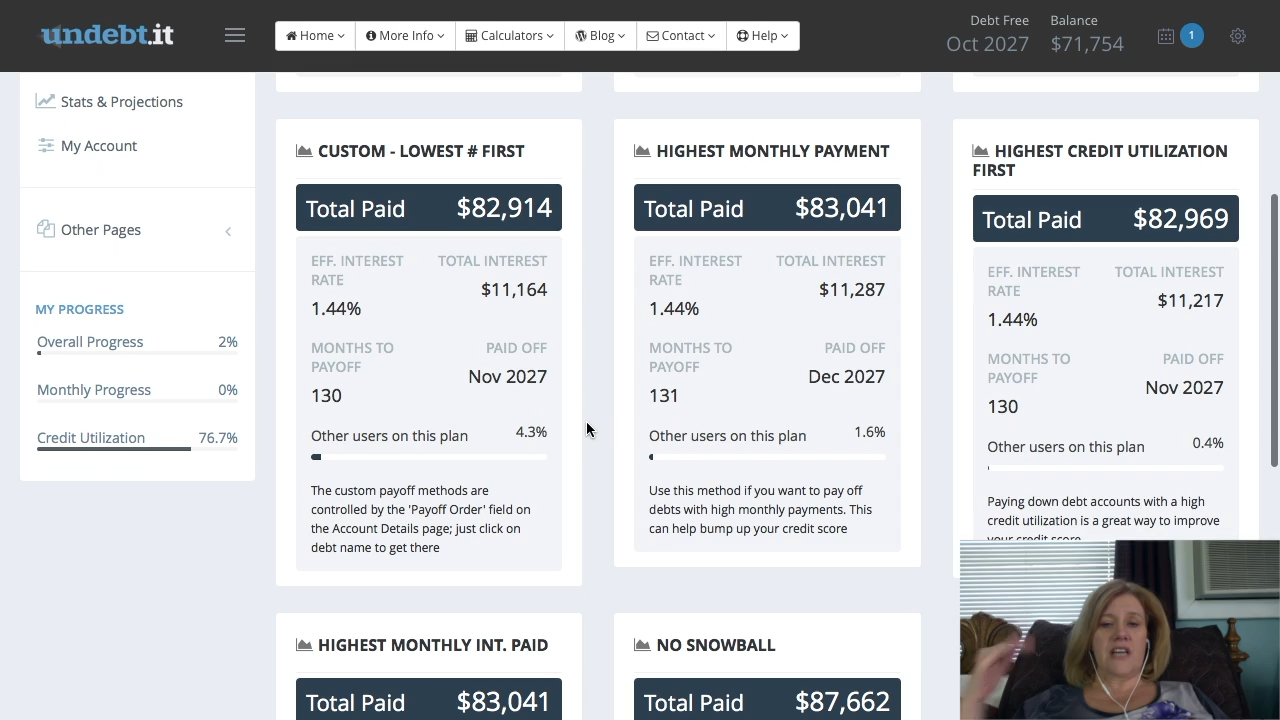 undebt.it
Home
More Info
Calculators
Blog
Contact
Help
Debt Free
Oct 2027
Balance
$71,754
1
Stats & Projections
My Account
Other Pages
MY PROGRESS
Overall Progress 2%
Monthly Progress 0%
Credit Utilization 76.7%
CUSTOM - LOWEST # FIRST
Total Paid $82,914
EFF. INTEREST
RATE
1.44%
TOTAL INTEREST
$11,164
MONTHS TO
PAYOFF
130
PAID OFF
Nov 2027
Other users on this plan 4.3%
The custom payoff methods are
controlled by the 'Payoff Order' field on
the Account Details page; just click on
debt name to get there
HIGHEST MONTHLY PAYMENT
Total Paid $83,041
EFF. INTEREST
RATE
1.44%
TOTAL INTEREST
$11,287
MONTHS TO
PAYOFF
131
PAID OFF
Dec 2027
Other users on this plan 1.6%
Use this method if you want to pay off
debts with high monthly payments. This
can help bump up your credit score
HIGHEST CREDIT UTILIZATION
FIRST
Total Paid $82,969
EFF. INTEREST
RATE
1.44%
TOTAL INTEREST
$11,217
MONTHS TO
PAYOFF
130
PAID OFF
Nov 2027
Other users on this plan 0.4%
Paying down debt accounts with a high
credit utilization is a great way to improve
your credit score
HIGHEST MONTHLY INT. PAID
Total Paid $83,041
NO SNOWBALL
Total Paid $87,662